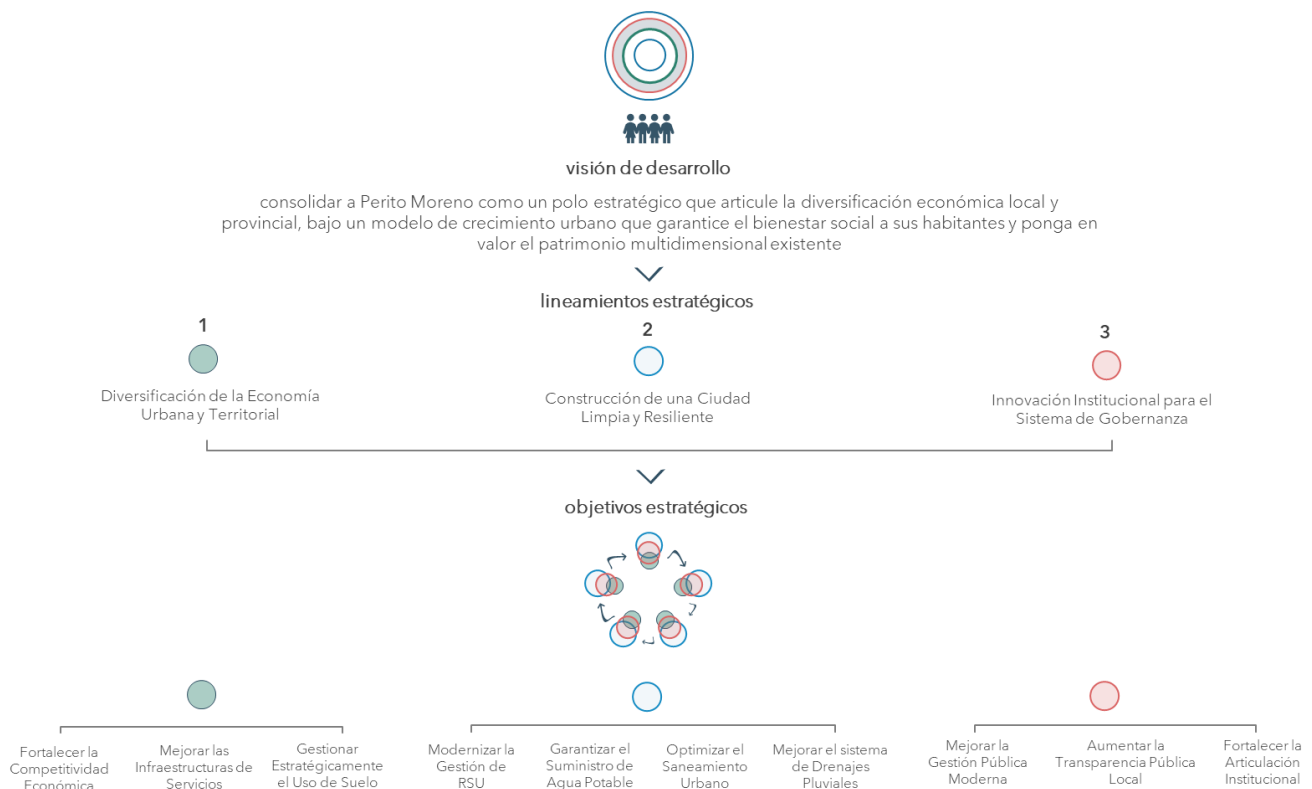 visión de desarrollo
consolidar a Perito Moreno como un polo estratégico que articule la diversificación económica local y
provincial, bajo un modelo de crecimiento urbano que garantice el bienestar social a sus habitantes y ponga en
valor el patrimonio multidimensional existente
lineamientos estratégicos
1
Diversificación de la Economía
Urbana y Territorial
2
Construcción de una Ciudad
Limpia y Resiliente
3
Innovación Institucional para el
Sistema de Gobernanza
objetivos estratégicos
Fortalecer la
Competitividad
Económica
Mejorar las
Infraestructuras de
Servicios
Gestionar
Estratégicamente
el Uso de Suelo
Modernizar la
Gestión de
RSU
Garantizar el
Suministro de
Agua Potable
Optimizar el
Saneamiento
Urbano
Mejorar el sistema
de Drenajes
Pluviales
Mejorar la
Gestión Pública
Moderna
Aumentar la
Transparencia Pública
Local
Fortalecer la
Articulación
Institucional